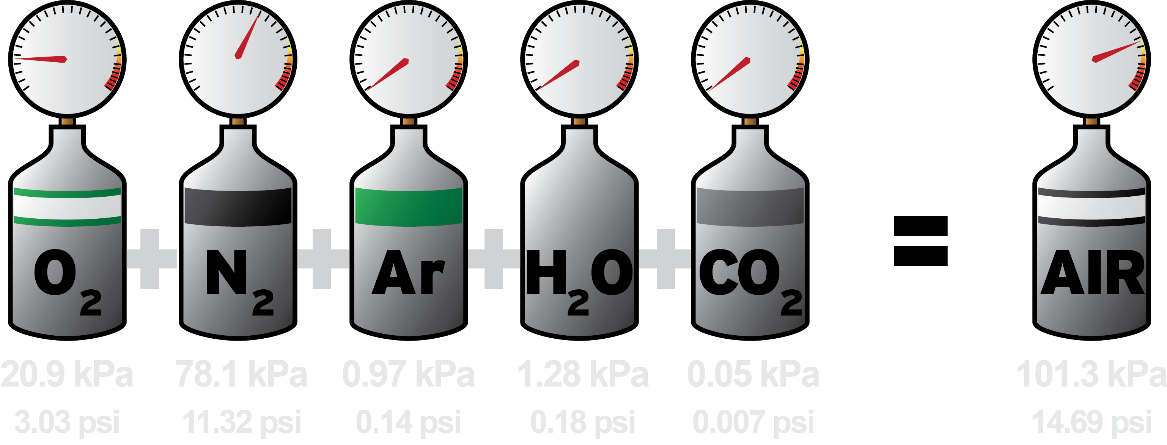 O2 + N2 + Ar + H2O + CO2 = AIR
20.9 kPa 78.1 kPa 0.97 kPa 1.28 kPa 0.05 kPa 101.3 kPa
3.03 psi 11.32 psi 0.14 psi 0.18 psi 0.007 psi 14.69 psi